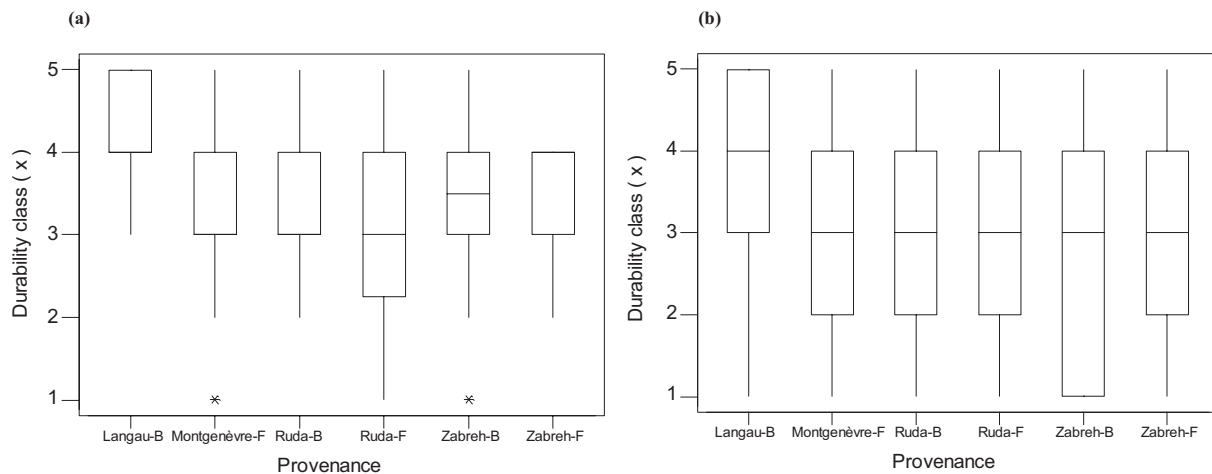 (a)
Durability class ( x )
5
4
3
2
1
Langau-B Montgenèvre-F Ruda-B Ruda-F Zabreh-B Zabreh-F
Provenance
(b)
Durability class ( x )
5
4
3
2
1
Langau-B Montgenèvre-F Ruda-B Ruda-F Zabreh-B Zabreh-F
Provenance